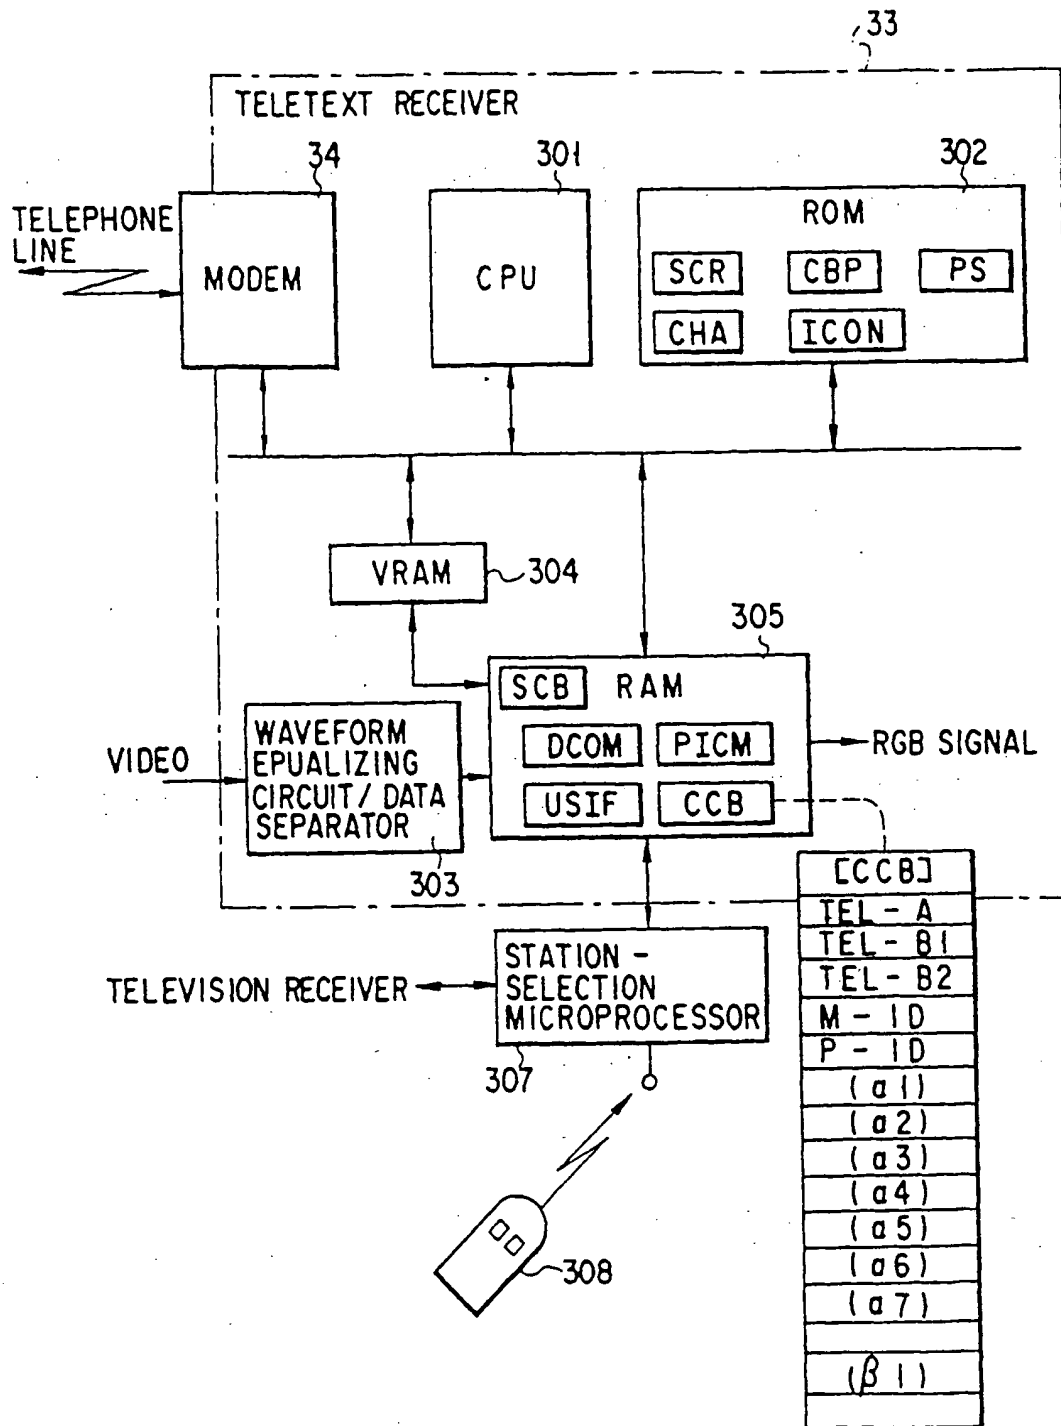 33
TELETEXT RECEIVER
34
301
302
TELEPHONE
LINE
MODEM
CPU
ROM
SCR CBP PS
CHA ICON
VRAM
304
305
SCB RAM
DCOM PICM
USIF CCB
VIDEO
WAVEFORM
EPUALIZING
CIRCUIT/ DATA
SEPARATOR
303
RGB SIGNAL
[CCB]
TEL-A
TEL-B1
TEL-B2
M-ID
P-ID
(α1)
(α2)
(α3)
(α4)
(α5)
(α6)
(α7)
(β1)
TELEVISION RECEIVER
STATION-
SELECTION
MICROPROCESSOR
307
308